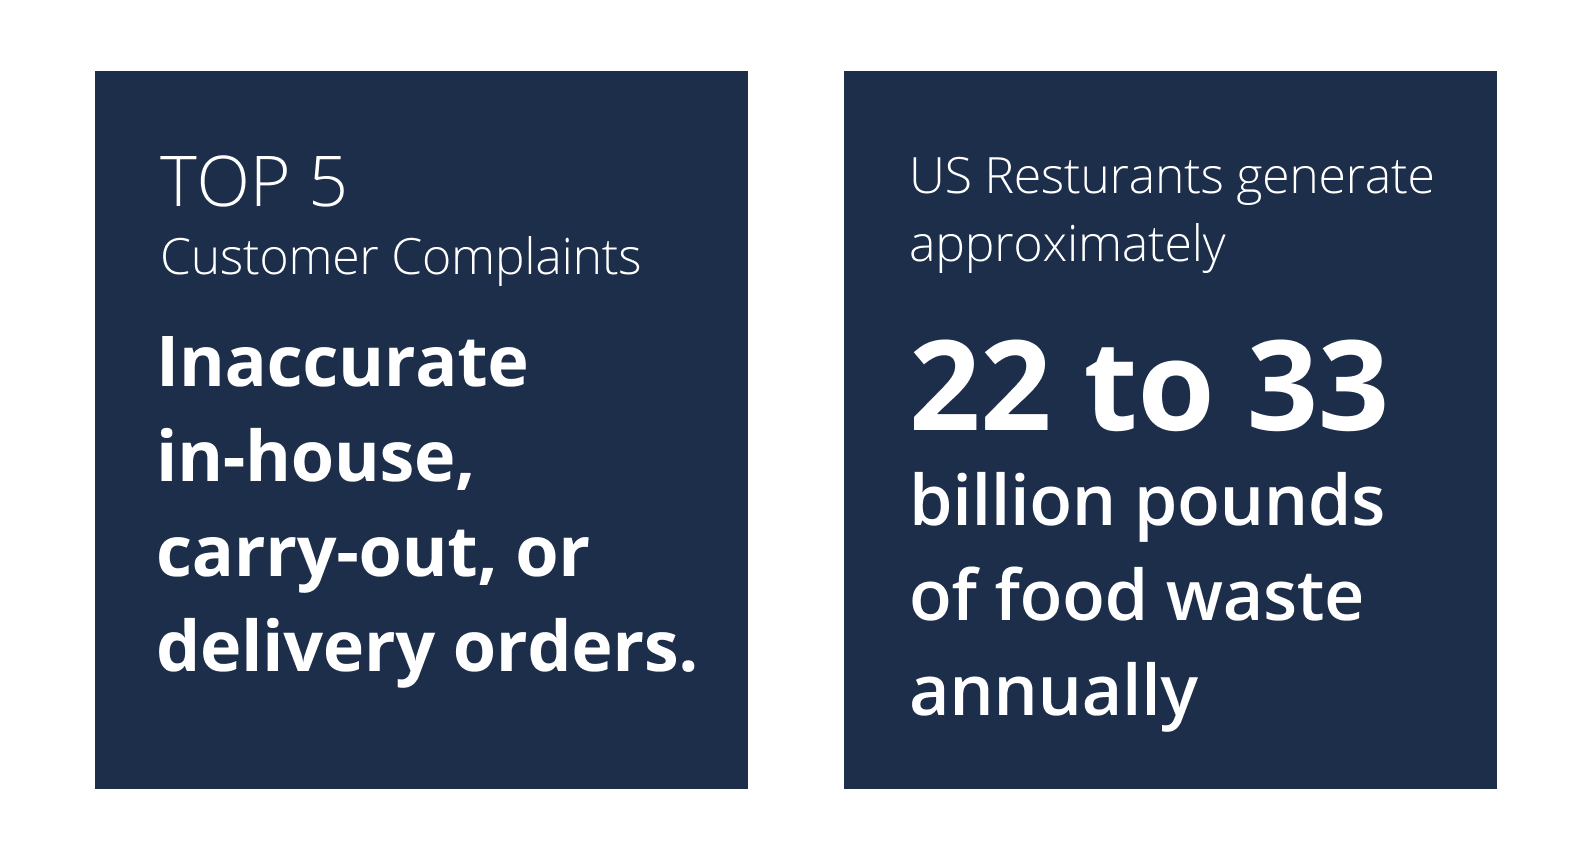 TOP 5
Customer Complaints
Inaccurate
in-house,
carry-out, or
delivery orders.
US Resturants generate
approximately
22 to 33
billion pounds
of food waste
annually